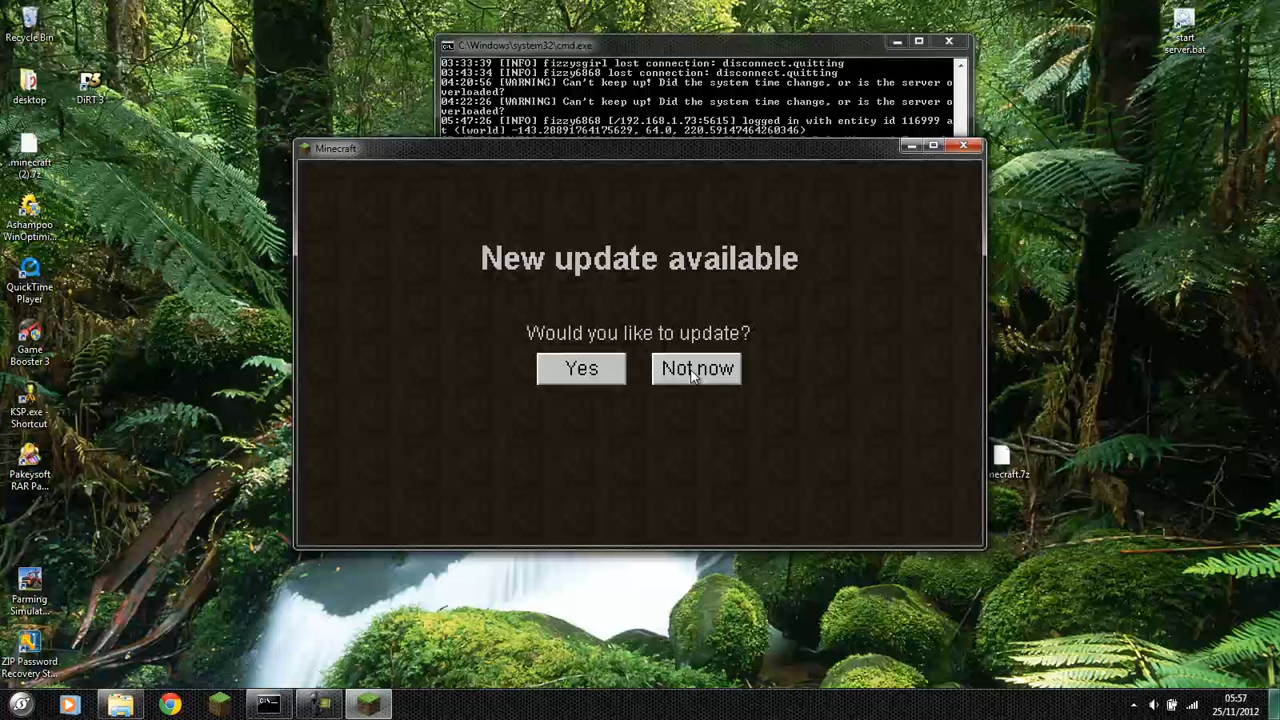 Recycle Bin
desktop
DiRT 3
.minecraft
(2).7z
Ashampoo
WinOptimi...
QuickTime
Player
Game
Booster 3
KSP.exe -
Shortcut
Pakeysoft
RAR Pa...
Farming
Simulat...
ZIP Password
Recovery St...
start
server.bat
C:\Windows\system32\cmd.exe
03:33:39 [INFO] fizzysgirl lost connection: disconnect.quitting
03:43:34 [INFO] fizzy6868 lost connection: disconnect.quitting
04:20:56 [WARNING] Can't keep up! Did the system time change, or is the server o
verloaded?
04:22:26 [WARNING] Can't keep up! Did the system time change, or is the server o
verloaded?
05:47:26 [INFO] fizzy6868 [/192.168.1.73:5615] logged in with entity id 116999 a
t ([world] -143.28891764175629, 64.0, 220.59147464260346)
Minecraft
New update available
Would you like to update?
Yes
Not now
necraft.7z
05:57
25/11/2012